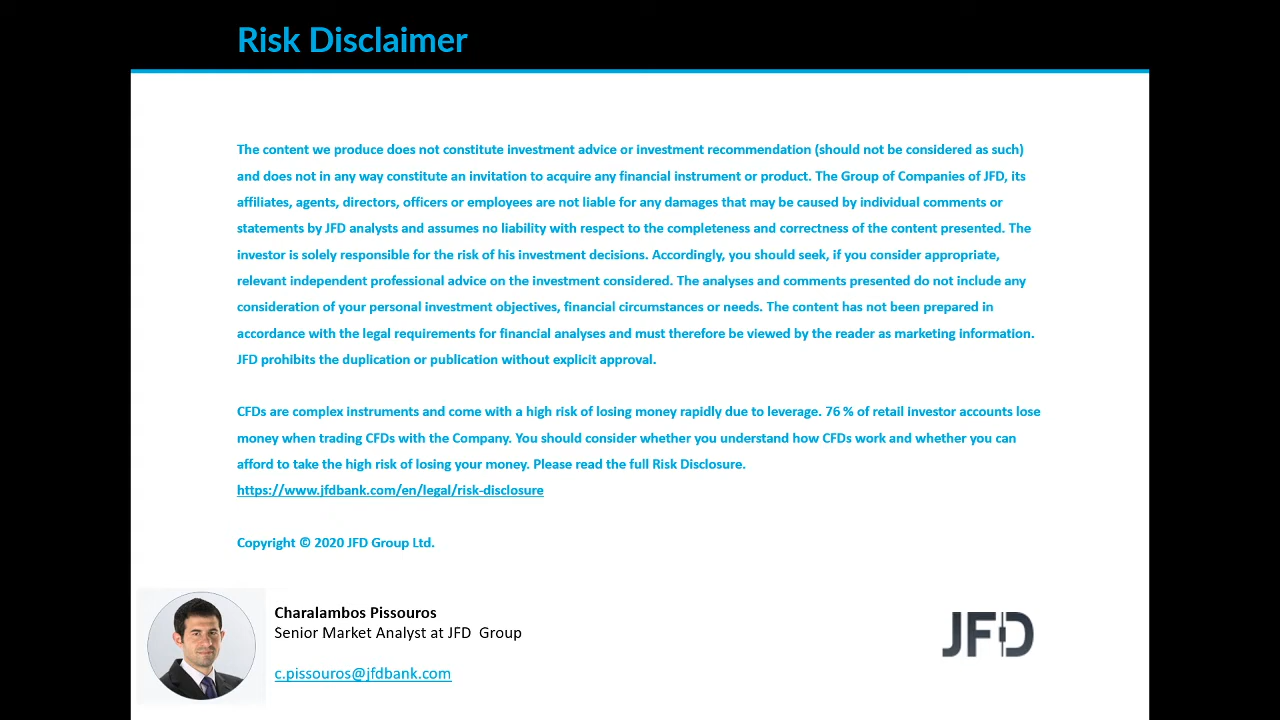 Risk Disclaimer
The content we produce does not constitute investment advice or investment recommendation (should not be considered as such)
and does not in any way constitute an invitation to acquire any financial instrument or product. The Group of Companies of JFD, its
affiliates, agents, directors, officers or employees are not liable for any damages that may be caused by individual comments or
statements by JFD analysts and assumes no liability with respect to the completeness and correctness of the content presented. The
investor is solely responsible for the risk of his investment decisions. Accordingly, you should seek, if you consider appropriate,
relevant independent professional advice on the investment considered. The analyses and comments presented do not include any
consideration of your personal investment objectives, financial circumstances or needs. The content has not been prepared in
accordance with the legal requirements for financial analyses and must therefore be viewed by the reader as marketing information.
JFD prohibits the duplication or publication without explicit approval.
CFDs are complex instruments and come with a high risk of losing money rapidly due to leverage. 76 % of retail investor accounts lose
money when trading CFDs with the Company. You should consider whether you understand how CFDs work and whether you can
afford to take the high risk of losing your money. Please read the full Risk Disclosure.
https://www.jfdbank.com/en/legal/risk-disclosure
Copyright © 2020 JFD Group Ltd.
Charalambos Pissouros
Senior Market Analyst at JFD Group
c.pissouros@jfdbank.com
JFD